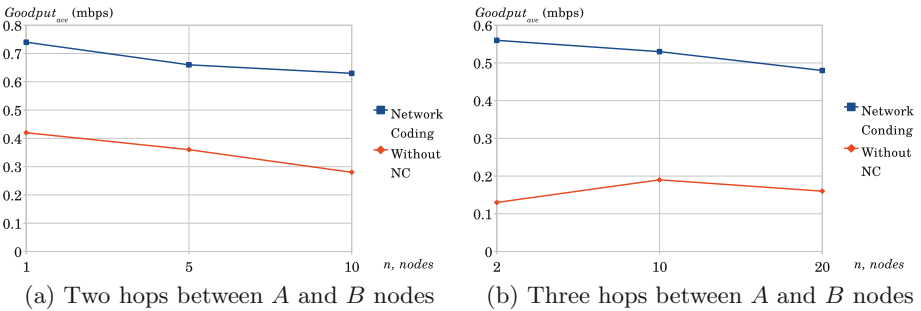 Goodput_ave (mbps)
0.8
0.7
0.6
0.5
0.4
0.3
0.2
0.1
0
1 5 10 n, nodes
Network
Coding
Without
NC
(a) Two hops between A and B nodes
Goodput_ave (mbps)
0.6
0.5
0.4
0.3
0.2
0.1
0
2 10 20 n, nodes
Network
Conding
Without
NC
(b) Three hops between A and B nodes